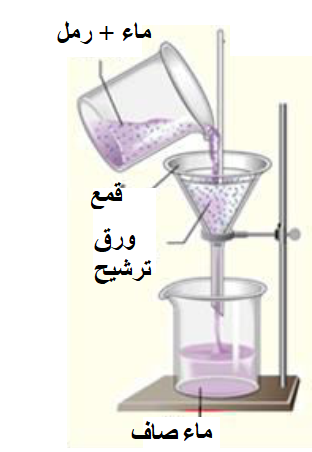 ماء + رمل
قمع
ورق
ترشيح
ماء صاف